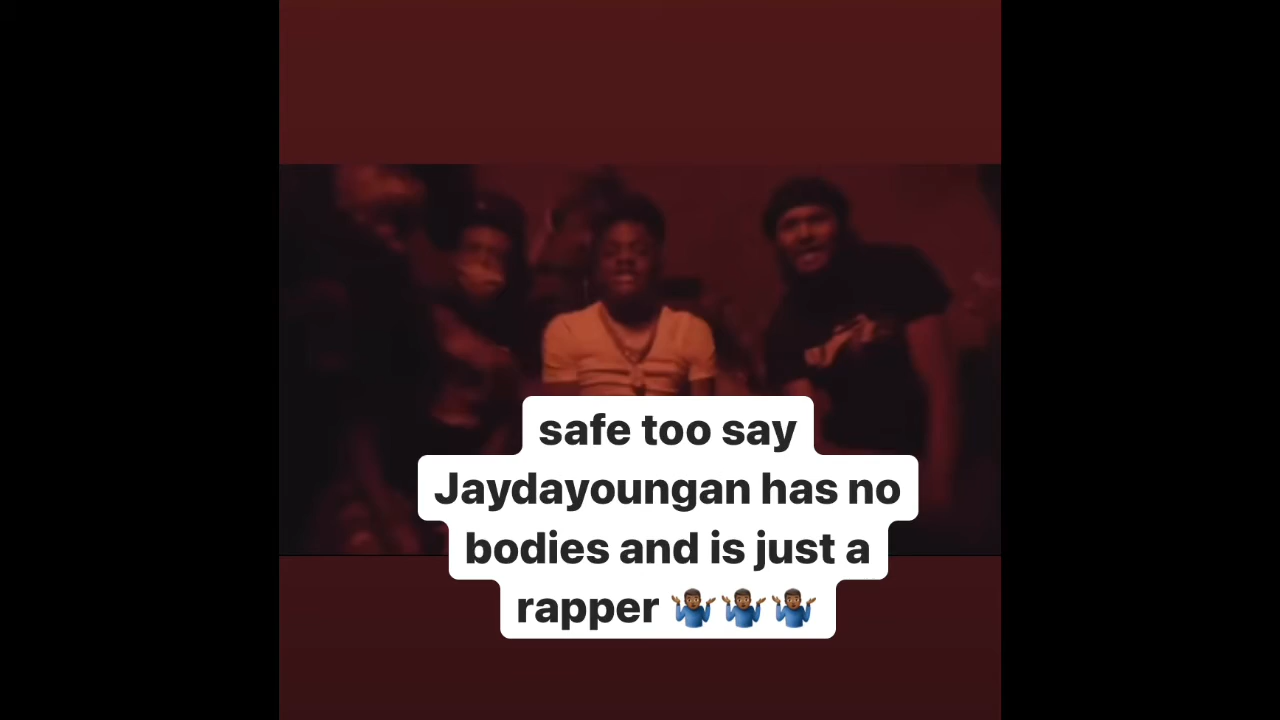 safe too say
Jaydayoungan has no
bodies and is just a
rapper 🤷🏾‍♂️🤷🏾‍♂️🤷🏾‍♂️